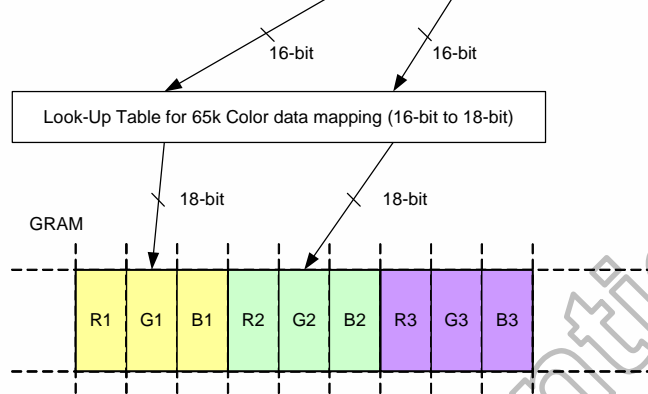 16-bit 16-bit
Look-Up Table for 65k Color data mapping (16-bit to 18-bit)
18-bit 18-bit
GRAM
R1 G1 B1 R2 G2 B2 R3 G3 B3